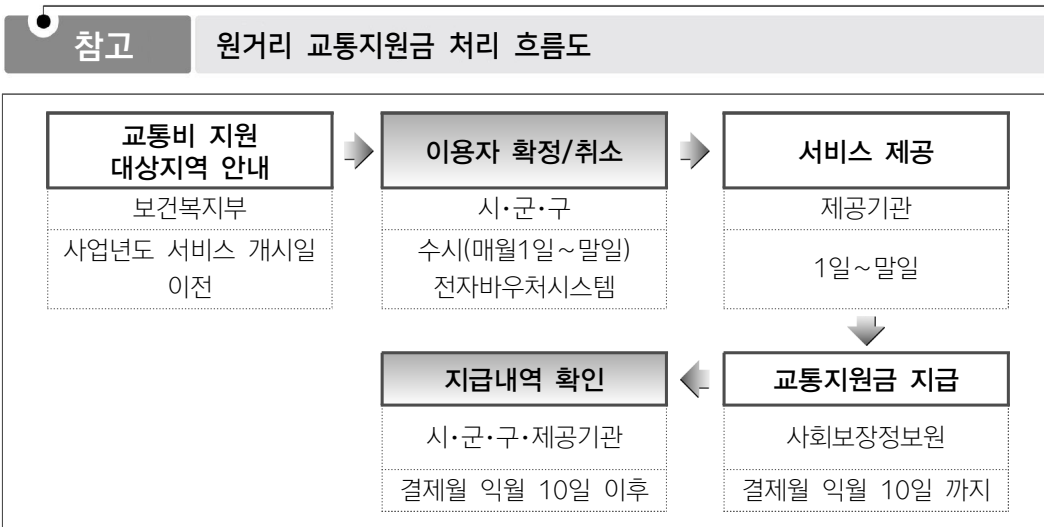 참고
원거리 교통지원금 처리 흐름도
교통비 지원
대상지역 안내
보건복지부
사업년도 서비스 개시일
이전
이용자 확정/취소
시·군·구
수시(매월1일~말일)
전자바우처시스템
서비스 제공
제공기관
1일~말일
교통지원금 지급
사회보장정보원
결제월 익월 10일 까지
지급내역 확인
시·군·구·제공기관
결제월 익월 10일 이후